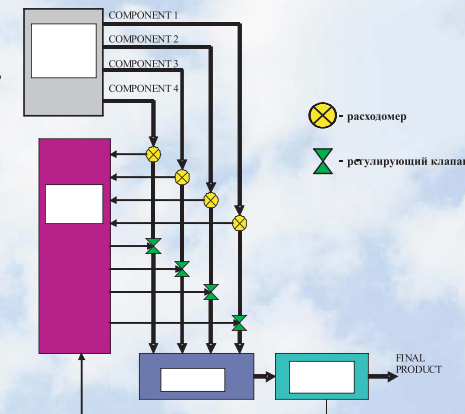 COMPONENT 1
COMPONENT 2
COMPONENT 3
COMPONENT 4
- расходомер
- регулирующий клапан
FINAL
PRODUCT